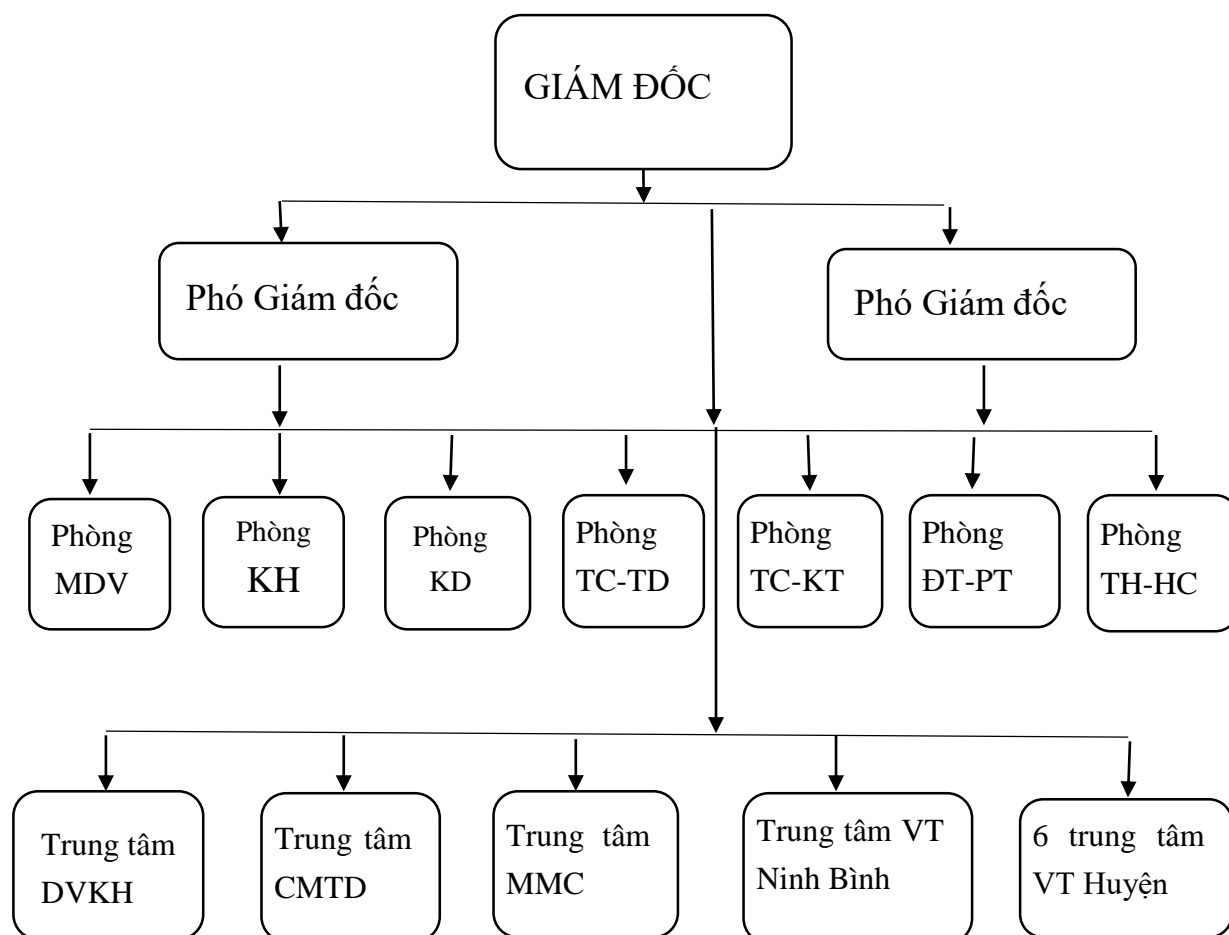 GIÁM ĐỐC
Phó Giám đốc
Phó Giám đốc
Phòng
MDV
Phòng
KH
Phòng
KD
Phòng
TC-TD
Phòng
TC-KT
Phòng
ĐT-PT
Phòng
TH-HC
Trung tâm
DVKH
Trung tâm
CMTD
Trung tâm
MMC
Trung tâm VT
Ninh Bình
6 trung tâm
VT Huyện